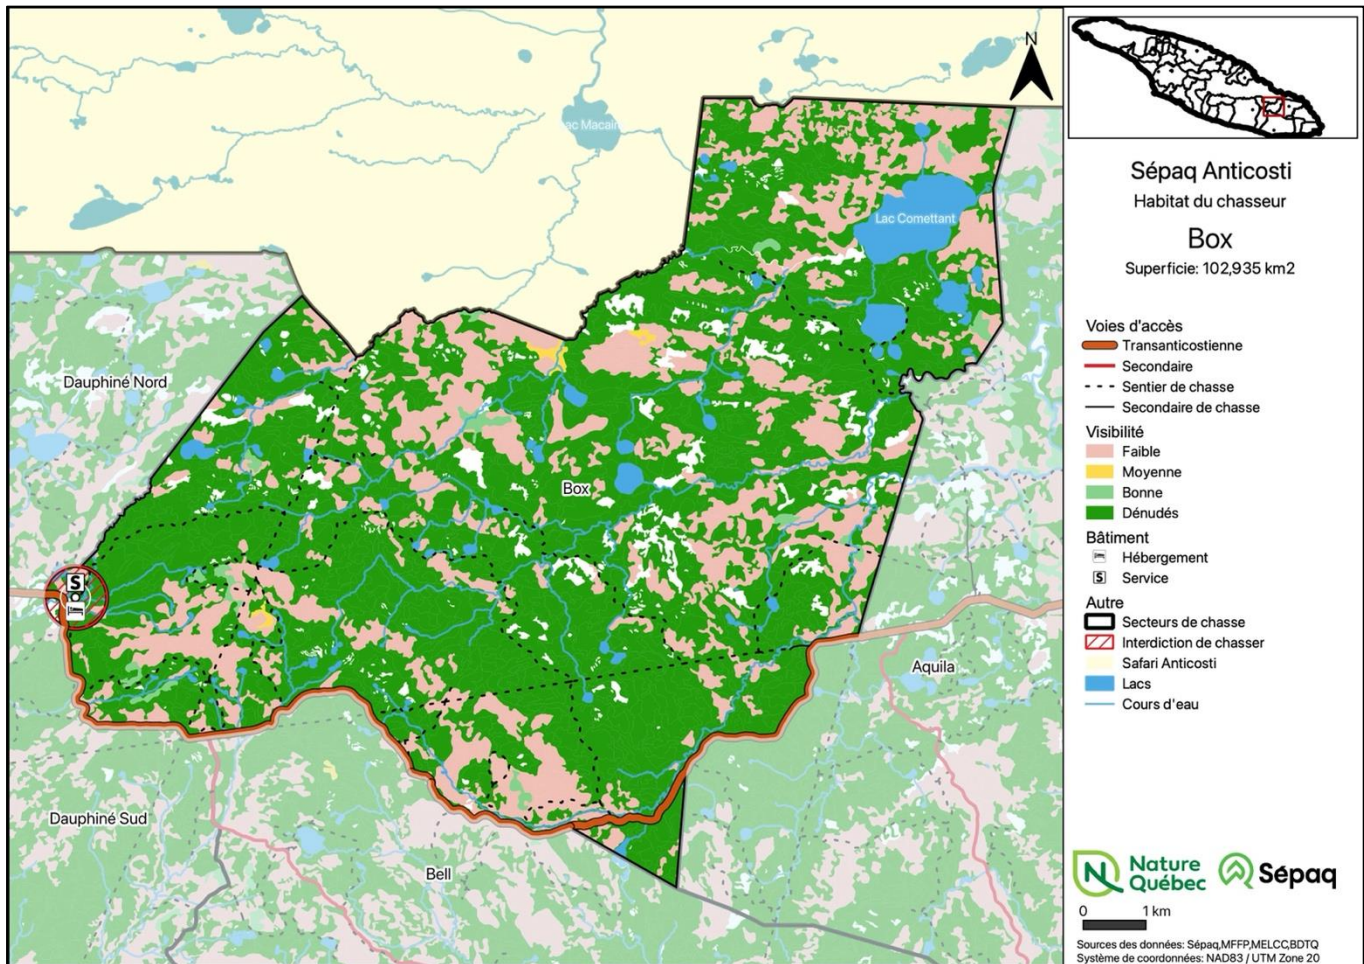 Lac Macaire
N
Lac Comettant
Dauphiné Nord
Box
S
Aquila
Dauphiné Sud
Bell
Sépaq Anticosti
Habitat du chasseur
Box
Superficie: 102,935 km2
Voies d'accès
Transanticostienne
Secondaire
Sentier de chasse
Secondaire de chasse
Visibilité
Faible
Moyenne
Bonne
Dénudés
Bâtiment
Hébergement
S Service
Autre
Secteurs de chasse
Interdiction de chasser
Safari Anticosti
Lacs
Cours d'eau
N Nature
Québec
Sépaq
0 1 km
Sources des données: Sépaq,MFFP,MELCC,BDTQ
Système de coordonnées: NAD83 / UTM Zone 20